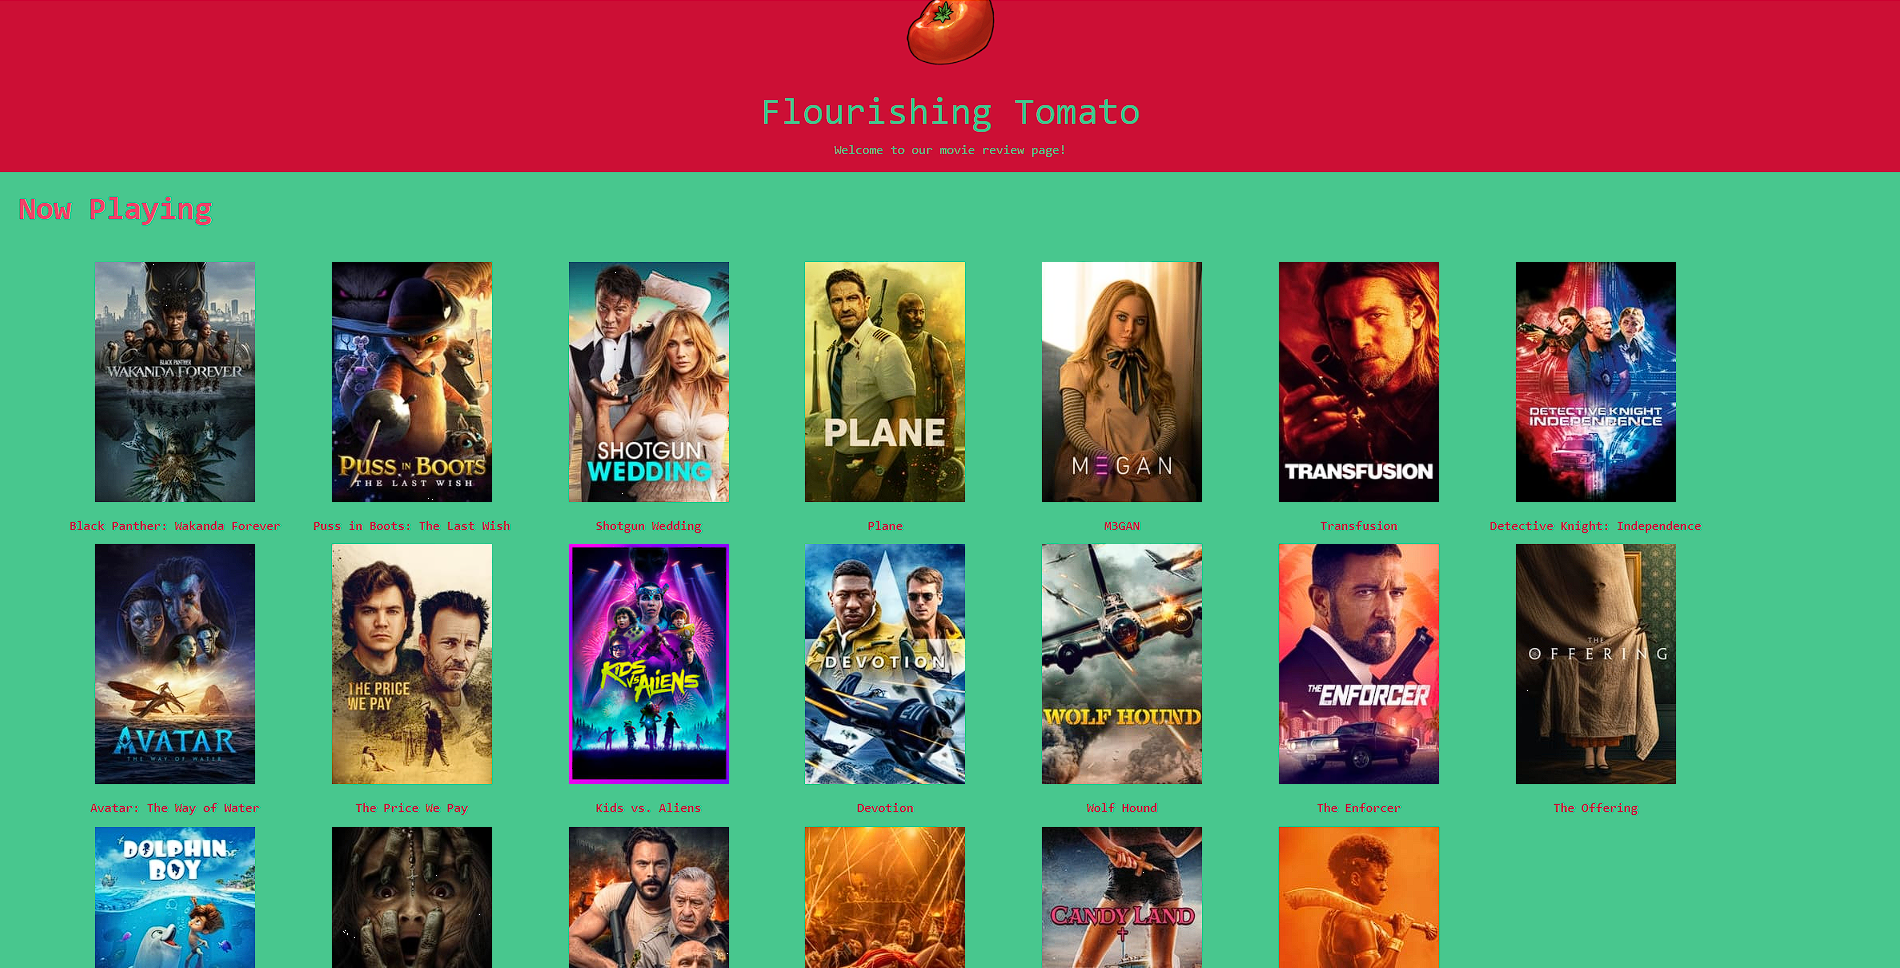 Flourishing Tomato
Welcome to our movie review page!
Now Playing
BLACK PANTHER
WAKANDA FOREVER
PUSS IN BOOTS
THE LAST WISH
SHOTGUN
WEDDING
PLANE
MΞGAN
TRANSFUSION
DETECTIVE KNIGHT
INDEPENDENCE
Black Panther: Wakanda Forever
Puss in Boots: The Last Wish
Shotgun Wedding
Plane
M3GAN
Transfusion
Detective Knight: Independence
AVATAR
THE WAY OF WATER
THE PRICE
WE PAY
KIDS
VS ALIENS
DEVOTION
WOLF HOUND
THE ENFORCER
THE
OFFERING
Avatar: The Way of Water
The Price We Pay
Kids vs. Aliens
Devotion
Wolf Hound
The Enforcer
The Offering
DOLPHIN
BOY
CANDY LAND